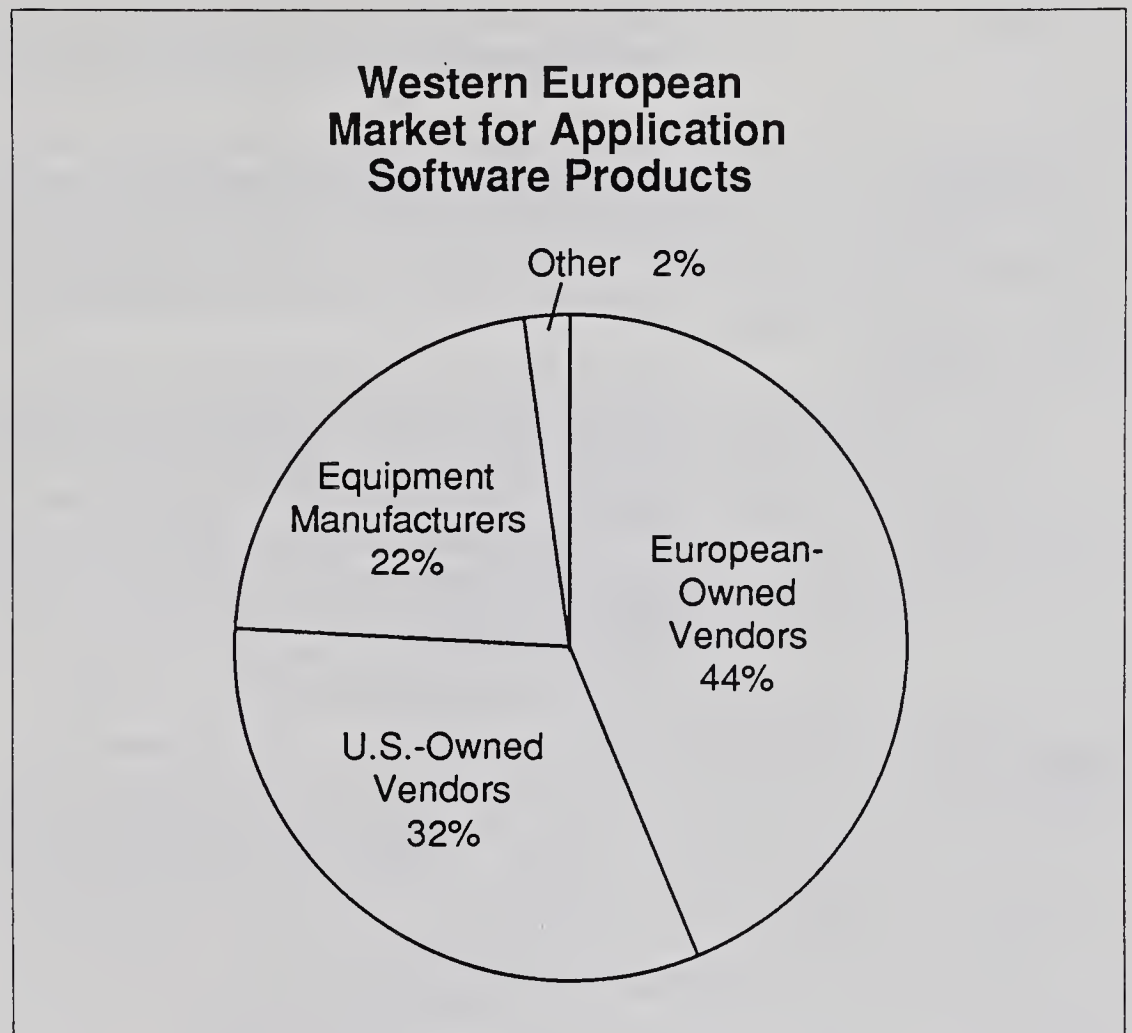 Western European
Market for Application
Software Products
Other 2%
Equipment
Manufacturers
22%
European-
Owned
Vendors
44%
U.S.-Owned
Vendors
32%